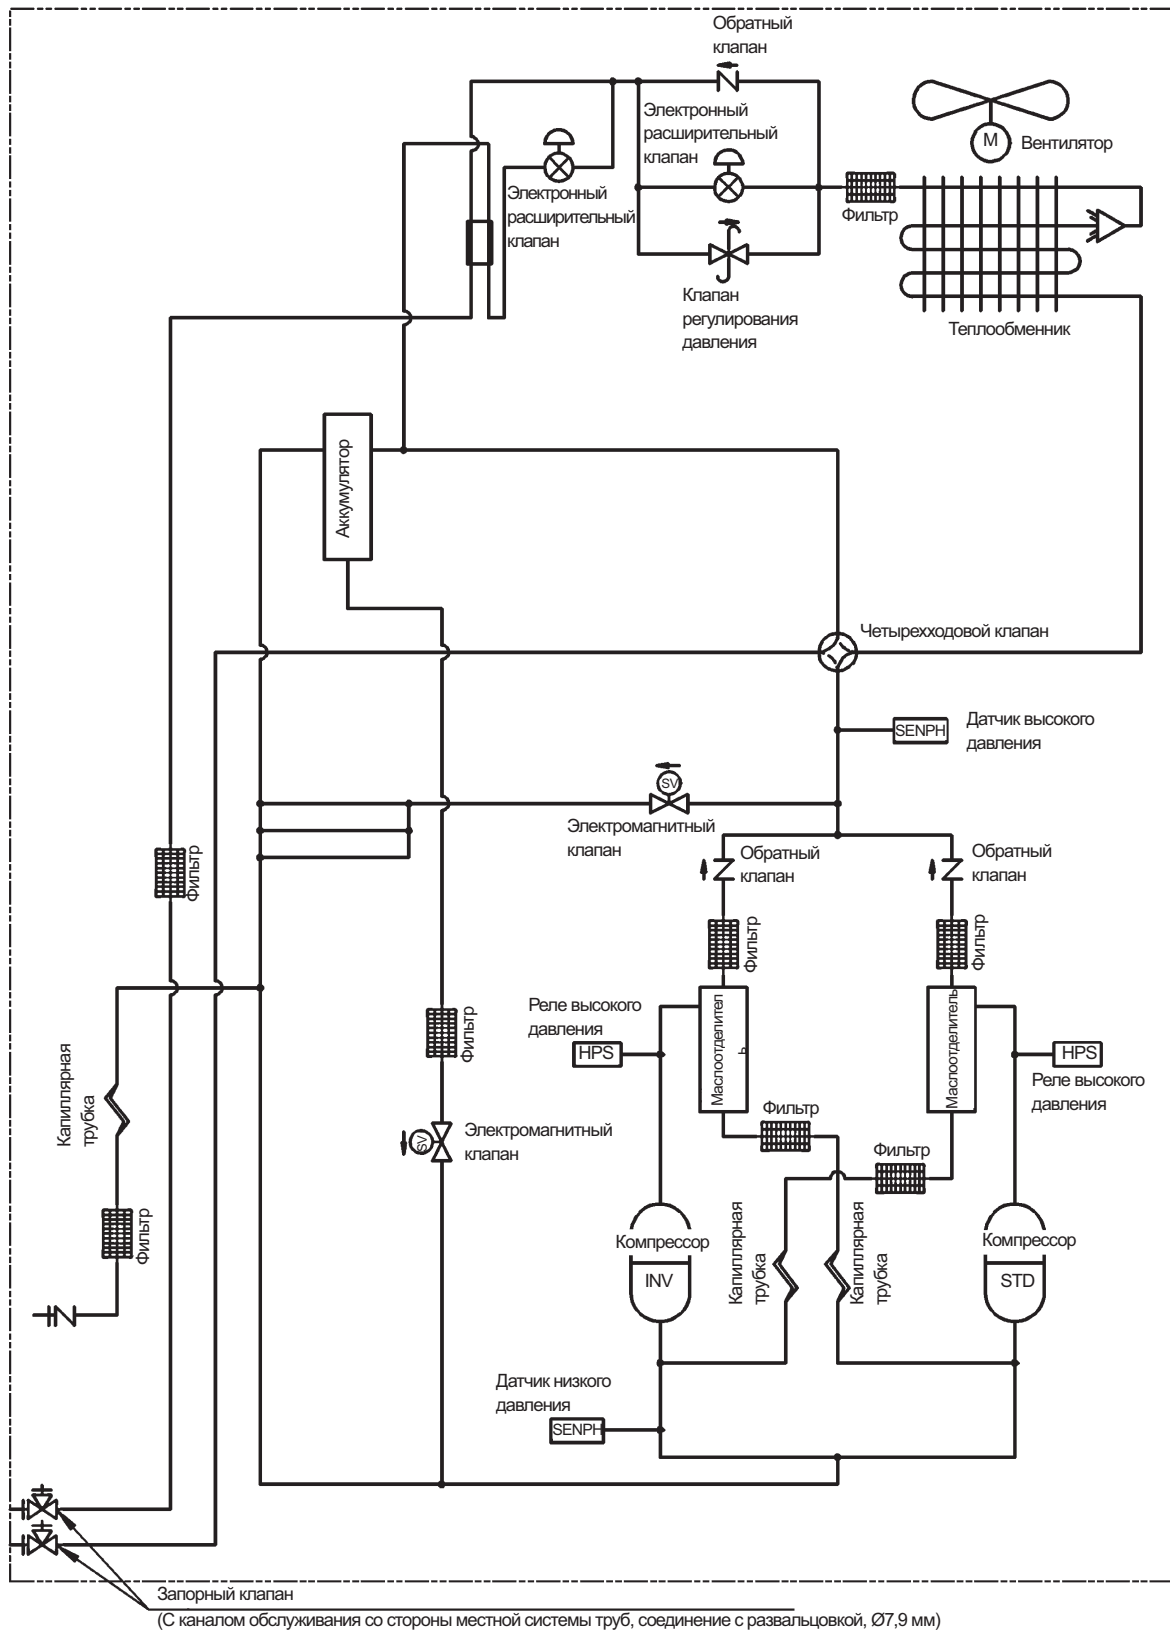 Обратный
клапан
Электронный
расширительный
клапан
M
Вентилятор
Электронный
расширительный
клапан
Фильтр
Клапан
регулирования
давления
Теплообменник
Аккумулятор
Четырехходовой клапан
SENPH
Датчик высокого
давления
SV
Электромагнитный
клапан
Обратный
клапан
Обратный
клапан
Фильтр
Фильтр
Фильтр
Реле высокого
давления
HPS
Маслоотделител
ь
Маслоотделитель
HPS
Реле высокого
давления
Фильтр
Капиллярная
трубка
Фильтр
SV
Электромагнитный
клапан
Фильтр
Фильтр
Компрессор
INV
Капиллярная
трубка
Капиллярная
трубка
Компрессор
STD
Датчик низкого
давления
SENPH
Запорный клапан
(С каналом обслуживания со стороны местной системы труб, соединение с развальцовкой, Ø7,9 мм)